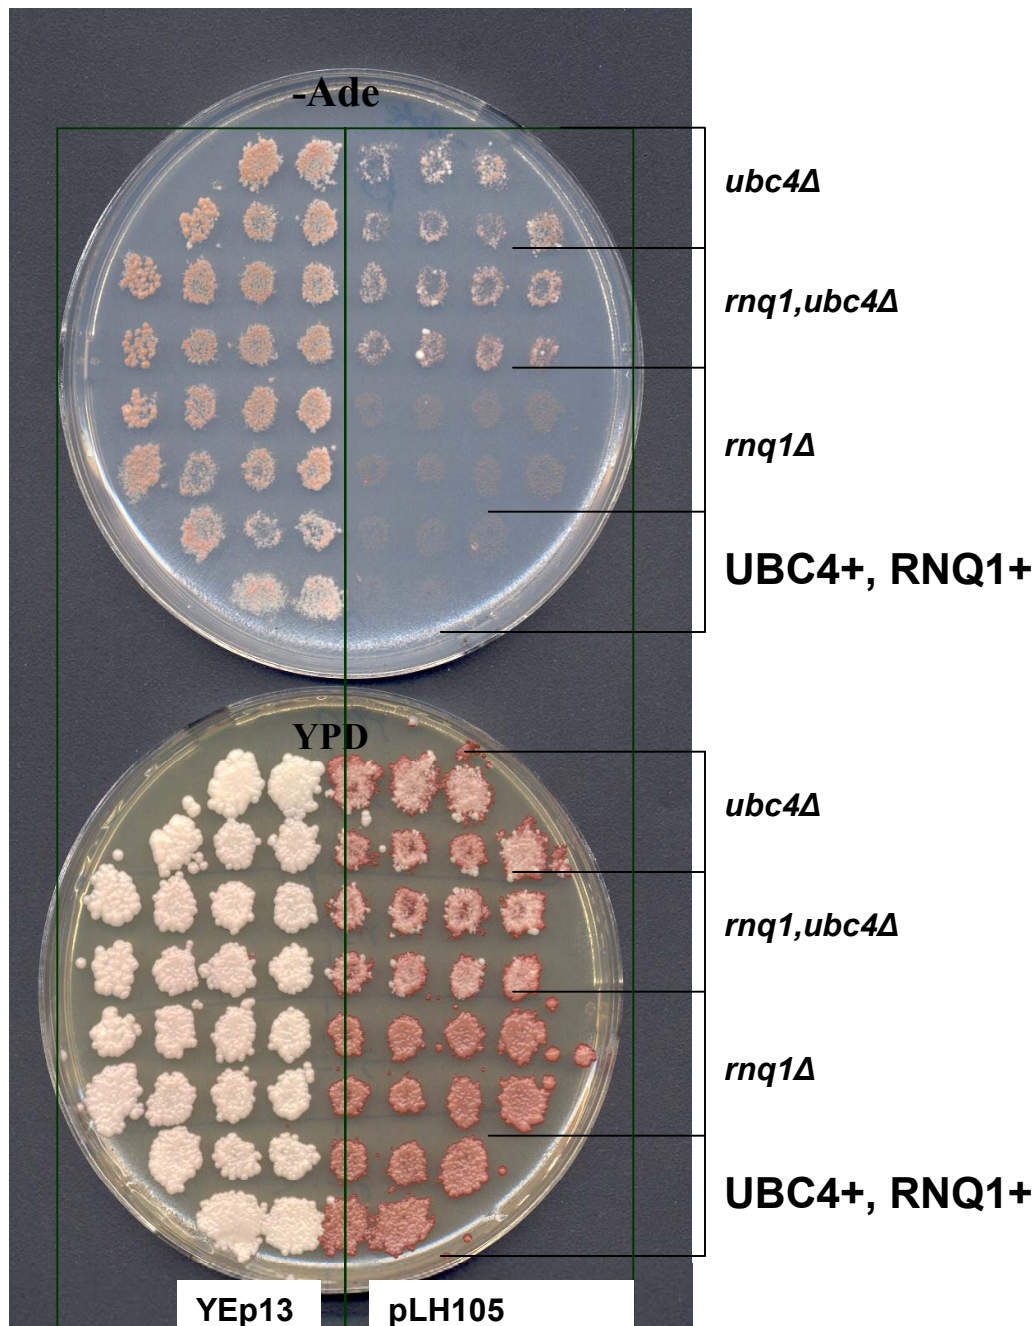 -Ade
ubc4Δ
rnq1,ubc4Δ
rnq1Δ
UBC4+, RNQ1+
YPD
ubc4Δ
rnq1,ubc4Δ
rnq1Δ
UBC4+, RNQ1+
YEp13 pLH105